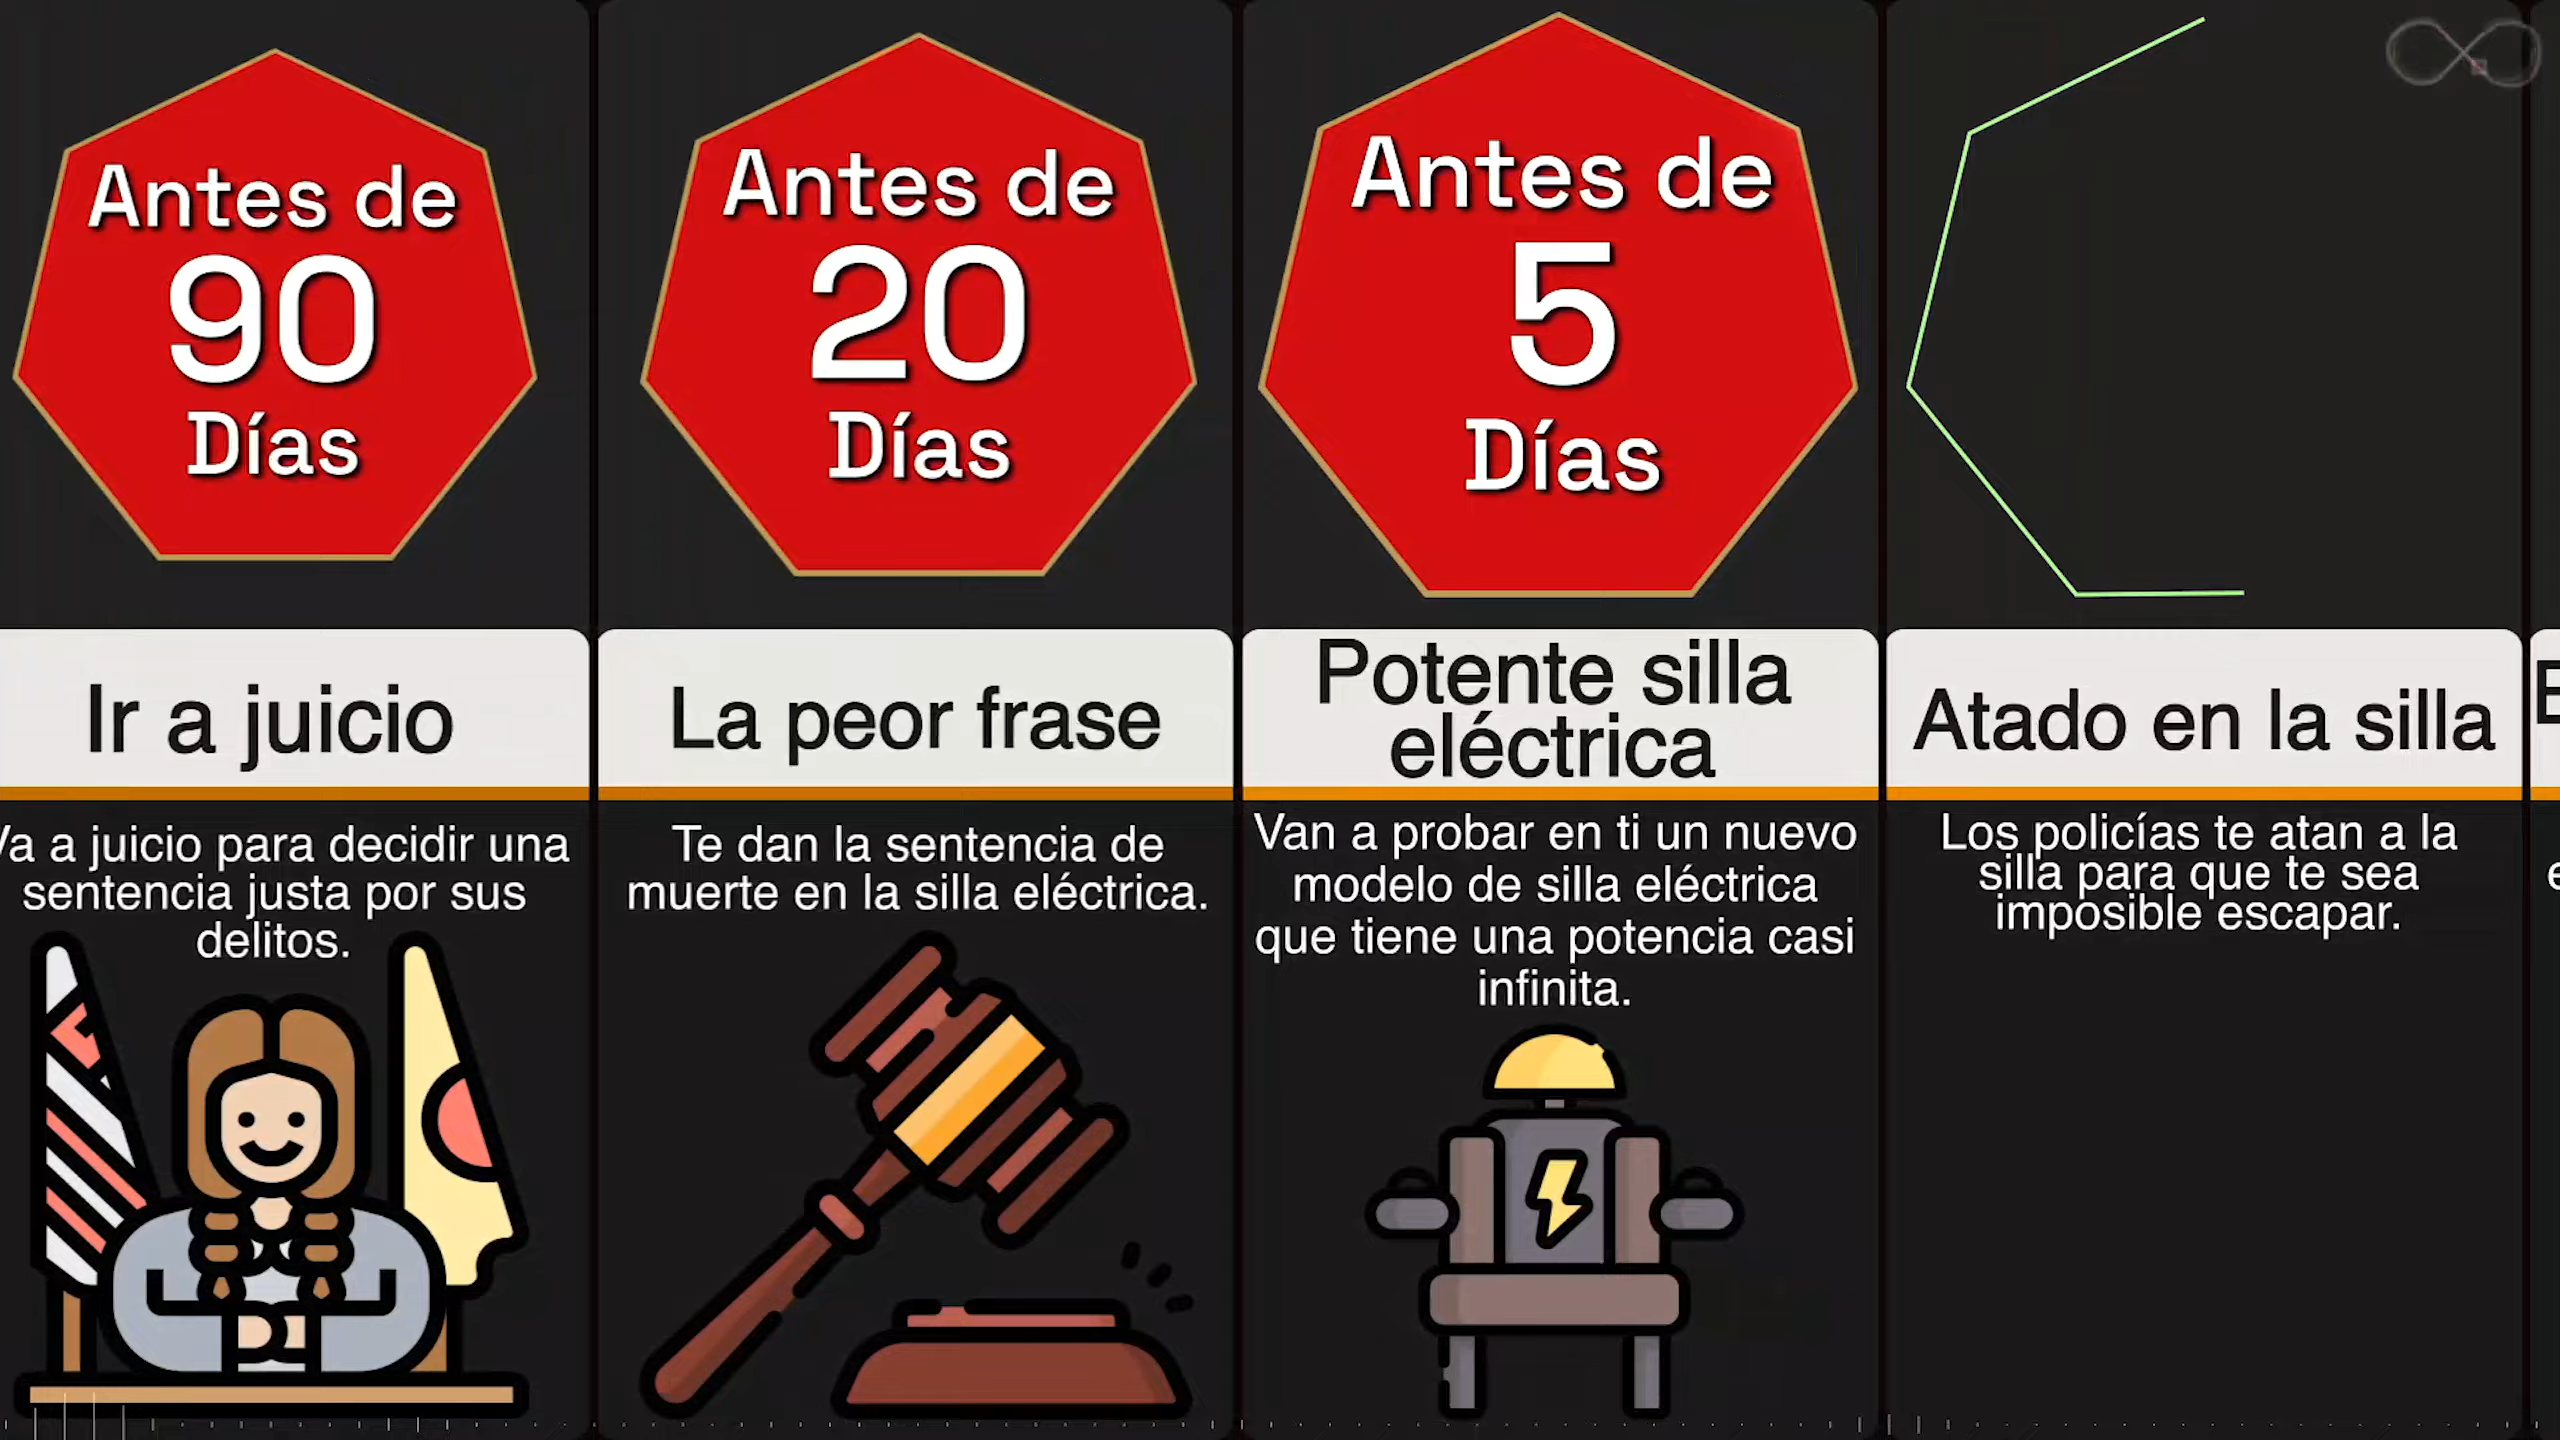 Antes de
90
Días
Ir a juicio
Va a juicio para decidir una
sentencia justa por sus
delitos.
Antes de
20
Días
La peor frase
Te dan la sentencia de
muerte en la silla eléctrica.
Antes de
5
Días
Potente silla
eléctrica
Van a probar en ti un nuevo
modelo de silla eléctrica
que tiene una potencia casi
infinita.
Atado en la silla
Los policías te atan a la
silla para que te sea
imposible escapar.